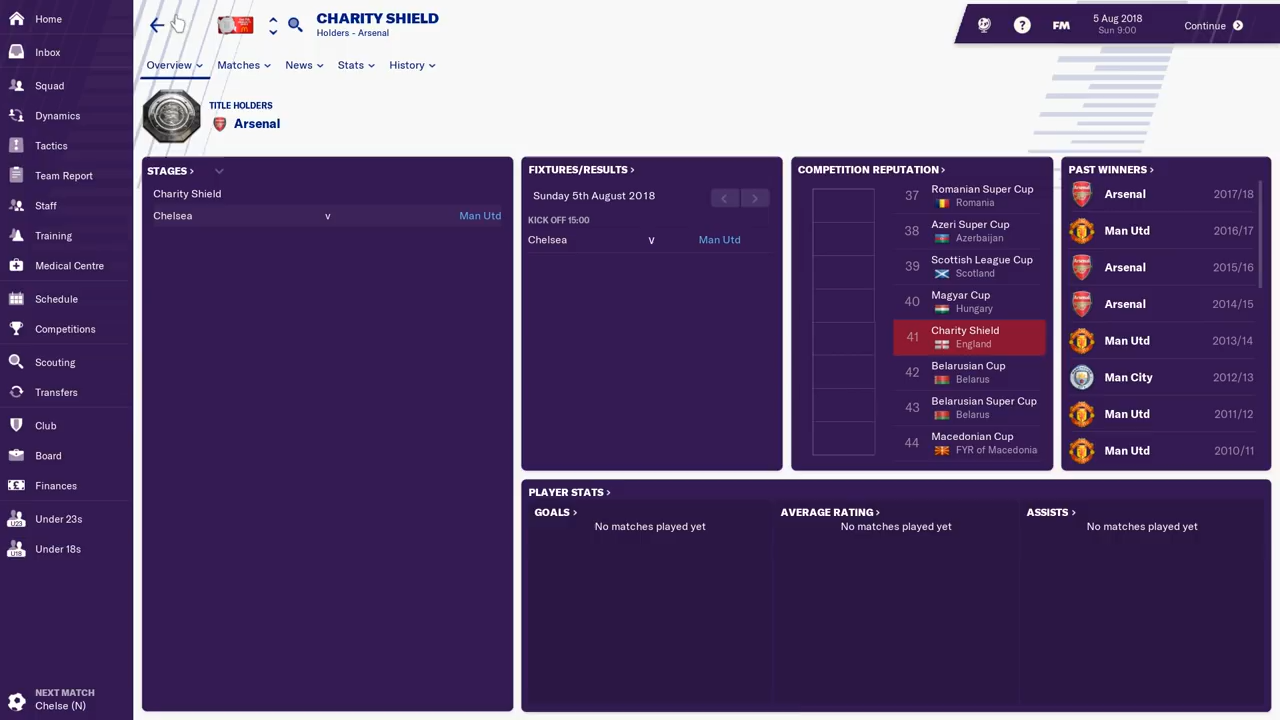 Home
Inbox
Squad
Dynamics
Tactics
Team Report
Staff
Training
Medical Centre
Schedule
Competitions
Scouting
Transfers
Club
Board
Finances
U23
Under 23s
U18
Under 18s
NEXT MATCH
Chelse (N)
CHARITY SHIELD
Holders - Arsenal
FM
5 Aug 2018
Sun 9:00
Continue
Overview
Matches
News
Stats
History
TITLE HOLDERS
Arsenal
STAGES
Charity Shield
Chelsea v Man Utd
FIXTURES/RESULTS
Sunday 5th August 2018
KICK OFF 15:00
Chelsea v Man Utd
COMPETITION REPUTATION
37 Romanian Super Cup
Romania
38 Azeri Super Cup
Azerbaijan
39 Scottish League Cup
Scotland
40 Magyar Cup
Hungary
41 Charity Shield
England
42 Belarusian Cup
Belarus
43 Belarusian Super Cup
Belarus
44 Macedonian Cup
FYR of Macedonia
PAST WINNERS
Arsenal 2017/18
Man Utd 2016/17
Arsenal 2015/16
Arsenal 2014/15
Man Utd 2013/14
Man City 2012/13
Man Utd 2011/12
Man Utd 2010/11
PLAYER STATS
GOALS
No matches played yet
AVERAGE RATING
No matches played yet
ASSISTS
No matches played yet